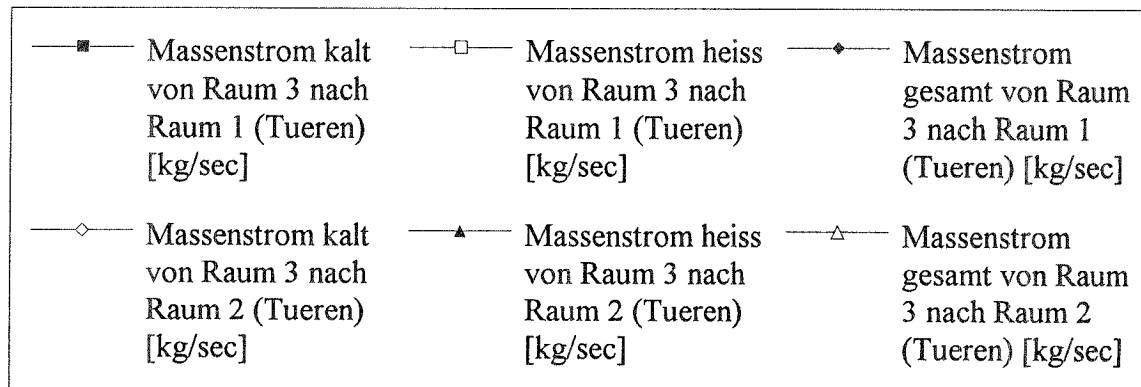 Massenstrom kalt
von Raum 3 nach
Raum 1 (Tueren)
[kg/sec]
Massenstrom heiss
von Raum 3 nach
Raum 1 (Tueren)
[kg/sec]
Massenstrom
gesamt von Raum
3 nach Raum 1
(Tueren) [kg/sec]
Massenstrom kalt
von Raum 3 nach
Raum 2 (Tueren)
[kg/sec]
Massenstrom heiss
von Raum 3 nach
Raum 2 (Tueren)
[kg/sec]
Massenstrom
gesamt von Raum
3 nach Raum 2
(Tueren) [kg/sec]